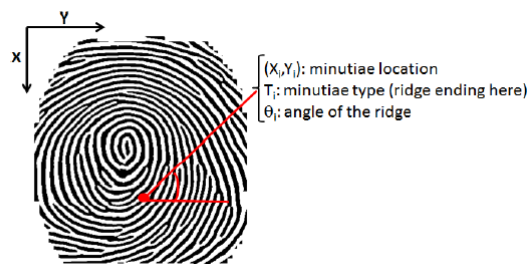 Y
X
(Xᵢ,Yᵢ): minutiae location
Tᵢ: minutiae type (ridge ending here)
θᵢ: angle of the ridge